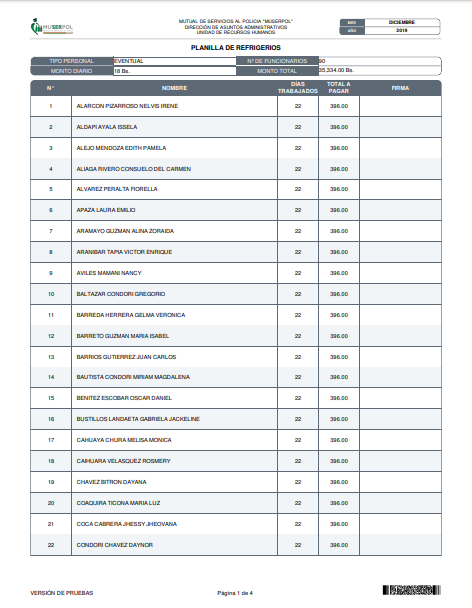 MUSERPOL
MUTUAL DE SERVICIOS AL POLICIA "MUSERPOL"
DIRECCIÓN DE ASUNTOS ADMINISTRATIVOS
UNIDAD DE RECURSOS HUMANOS
MES DICIEMBRE
AÑO 2019
PLANILLA DE REFRIGERIOS
TIPO PERSONAL EVENTUAL Nº DE FUNCIONARIOS 90
MONTO DIARIO 18 Bs. MONTO TOTAL 35,334.00 Bs.
Nº NOMBRE DÍAS TRABAJADOS TOTAL A PAGAR FIRMA
1 ALARCON PIZARROSO NELVIS IRENE 22 396.00
2 ALDAPI AYALA ISSELA 22 396.00
3 ALEJO MENDOZA EDITH PAMELA 22 396.00
4 ALIAGA RIVERO CONSUELO DEL CARMEN 22 396.00
5 ALVAREZ PERALTA FIORELLA 22 396.00
6 APAZA LAURA EMILIO 22 396.00
7 ARAMAYO GUZMAN ALINA ZORAIDA 22 396.00
8 ARANIBAR TAPIA VICTOR ENRIQUE 22 396.00
9 AVILES MAMANI NANCY 22 396.00
10 BALTAZAR CONDORI GREGORIO 22 396.00
11 BARREDA HERRERA GELMA VERONICA 22 396.00
12 BARRETO GUZMAN MARIA ISABEL 22 396.00
13 BARRIOS GUTIERREZ JUAN CARLOS 22 396.00
14 BAUTISTA CONDORI MIRIAM MAGDALENA 22 396.00
15 BENITEZ ESCOBAR OSCAR DANIEL 22 396.00
16 BUSTILLOS LANDAETA GABRIELA JACKELINE 22 396.00
17 CAHUAYA CHURA MELISA MONICA 22 396.00
18 CAIHUARA VELASQUEZ ROSMERY 22 396.00
19 CHAVEZ BITRON DAYANA 22 396.00
20 COAQUIRA TICONA MARIA LUZ 22 396.00
21 COCA CABRERA JHESSY JHEOVANA 22 396.00
22 CONDORI CHAVEZ DAYNOR 22 396.00
VERSIÓN DE PRUEBAS Página 1 de 4